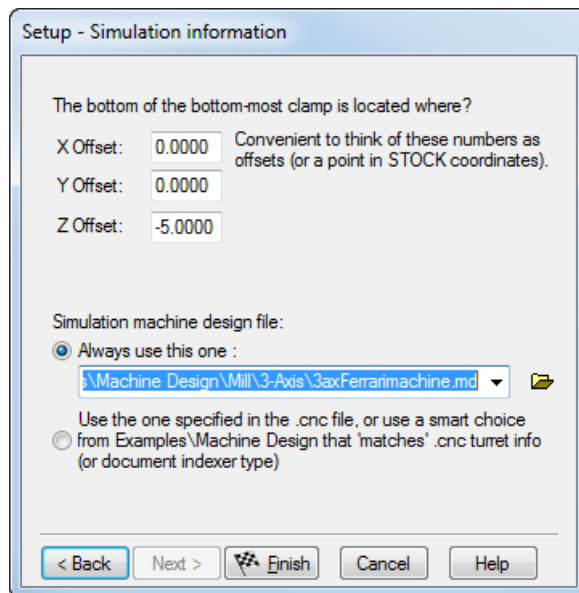 Setup - Simulation information
The bottom of the bottom-most clamp is located where?
X Offset: 0.0000
Convenient to think of these numbers as
offsets (or a point in STOCK coordinates).
Y Offset: 0.0000
Z Offset: -5.0000
Simulation machine design file:
Always use this one :
s\Machine Design\Mill\3-Axis\3axFerrarimachine.md
Use the one specified in the .cnc file, or use a smart choice
from Examples\Machine Design that 'matches' .cnc turret info
(or document indexer type)
< Back Next > Finish Cancel Help